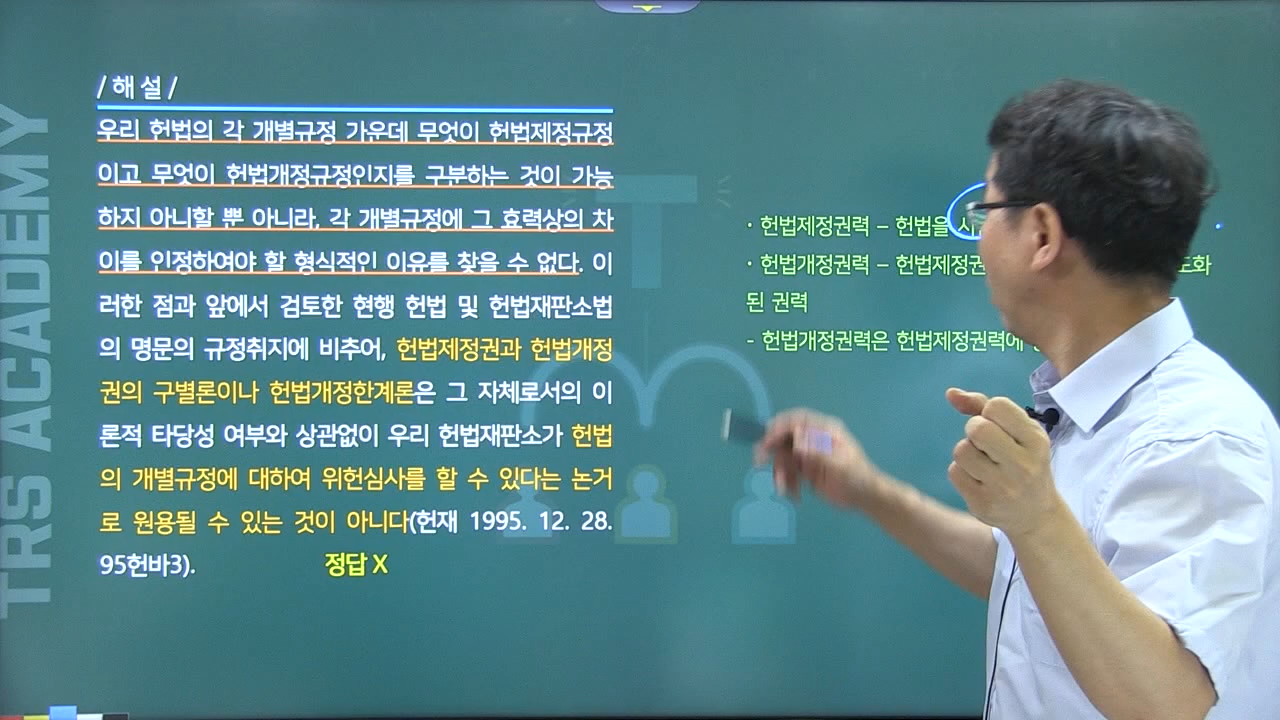 TRS ACADEMY
/ 해 설 /
우리 헌법의 각 개별규정 가운데 무엇이 헌법제정규정
이고 무엇이 헌법개정규정인지를 구분하는 것이 가능
하지 아니할 뿐 아니라, 각 개별규정에 그 효력상의 차
이를 인정하여야 할 형식적인 이유를 찾을 수 없다. 이
러한 점과 앞에서 검토한 현행 헌법 및 헌법재판소법
의 명문의 규정취지에 비추어, 헌법제정권과 헌법개정
권의 구별론이나 헌법개정한계론은 그 자체로서의 이
론적 타당성 여부와 상관없이 우리 헌법재판소가 헌법
의 개별규정에 대하여 위헌심사를 할 수 있다는 논거
로 원용될 수 있는 것이 아니다(헌재 1995. 12. 28.
95헌바3). 정답 X
· 헌법제정권력 – 헌법을
· 헌법개정권력 – 헌법제정권 도화
된 권력
- 헌법개정권력은 헌법제정권력에